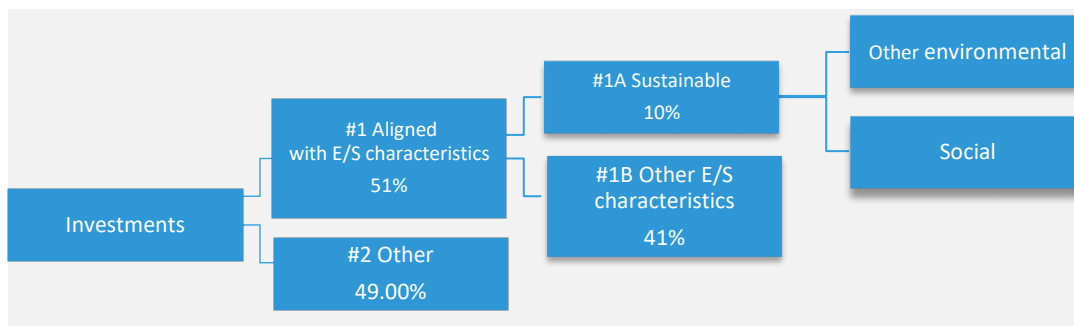 Investments
#1 Aligned
with E/S characteristics
51%
#2 Other
49.00%
#1A Sustainable
10%
#1B Other E/S
characteristics
41%
Other environmental
Social